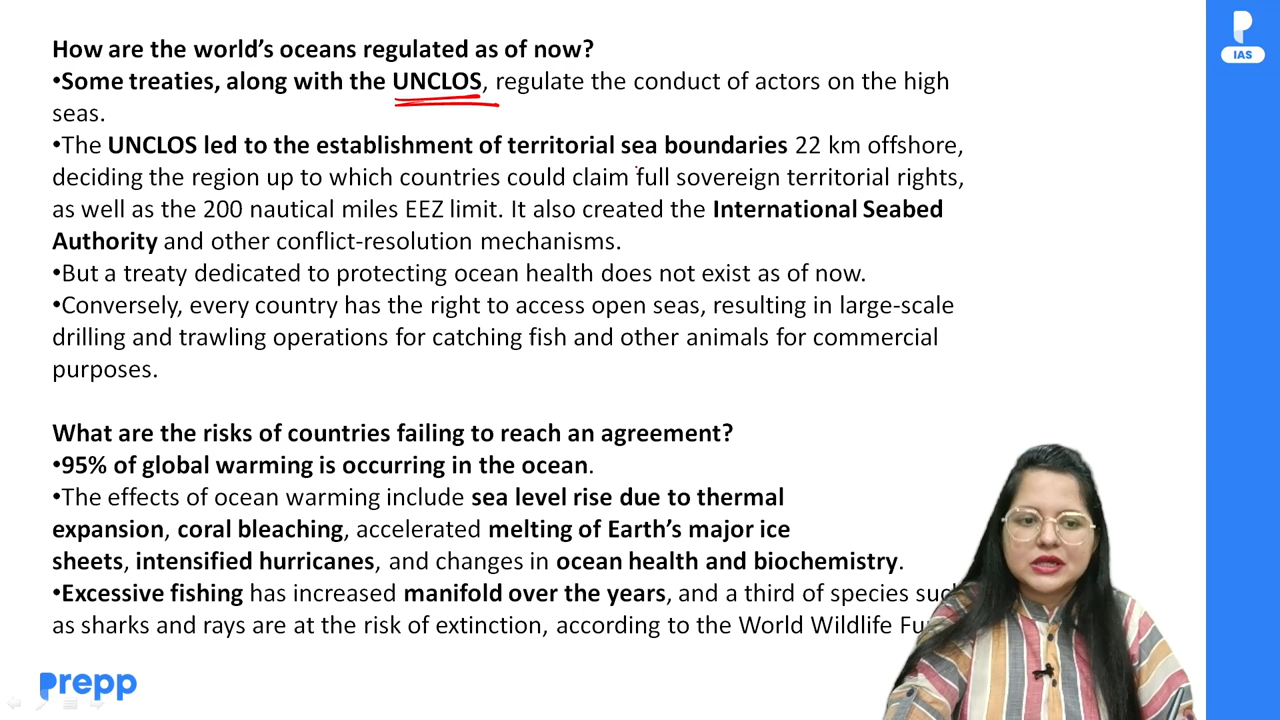 How are the world's oceans regulated as of now?
•Some treaties, along with the UNCLOS, regulate the conduct of actors on the high
seas.
•The UNCLOS led to the establishment of territorial sea boundaries 22 km offshore,
deciding the region up to which countries could claim full sovereign territorial rights,
as well as the 200 nautical miles EEZ limit. It also created the International Seabed
Authority and other conflict-resolution mechanisms.
•But a treaty dedicated to protecting ocean health does not exist as of now.
•Conversely, every country has the right to access open seas, resulting in large-scale
drilling and trawling operations for catching fish and other animals for commercial
purposes.
What are the risks of countries failing to reach an agreement?
•95% of global warming is occurring in the ocean.
•The effects of ocean warming include sea level rise due to thermal
expansion, coral bleaching, accelerated melting of Earth's major ice
sheets, intensified hurricanes, and changes in ocean health and biochemistry.
•Excessive fishing has increased manifold over the years, and a third of species
as sharks and rays are at the risk of extinction, according to the World Wildlife
prepp
IAS